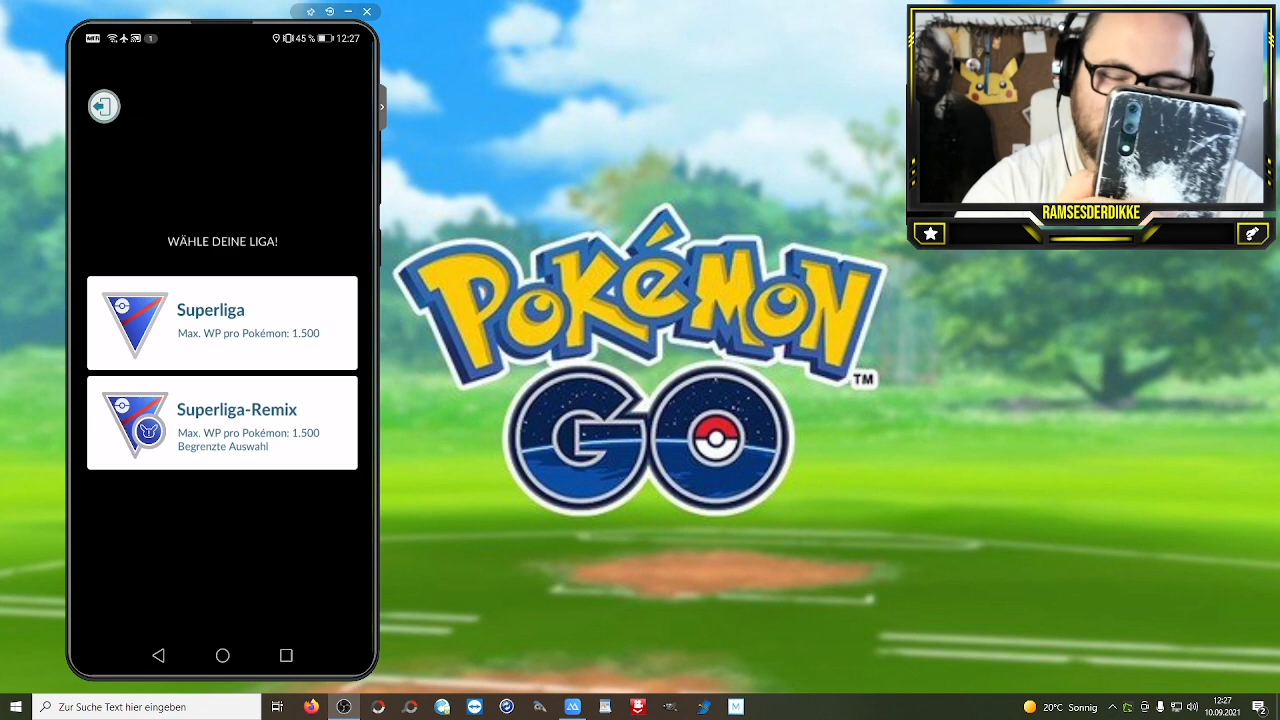 1
45 %
12:27
WÄHLE DEINE LIGA!
Superliga
Max. WP pro Pokémon: 1.500
Superliga-Remix
Max. WP pro Pokémon: 1.500
Begrenzte Auswahl
POKÉMON
TM
GO
RAMSESDERDIKKE
Zur Suche Text hier eingeben
M
20°C Sonnig
12:27
10.09.2021
2